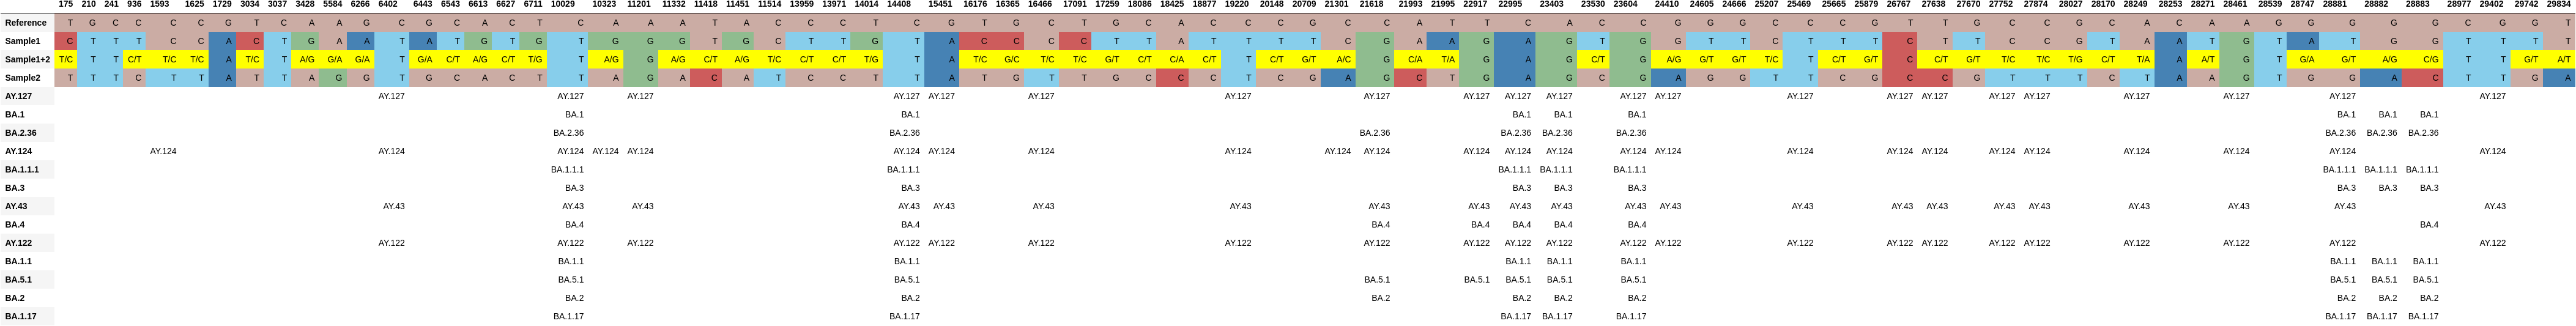 175 210 241 936 1593 1625 1729 3034 3037 3428 5584 6266 6402 6443 6543 6613 6627 6711 10029 10323 11201 11332 11418 11451 11514 13959 13971 14014 14408 15451 16176 16365 16466 17091 17259 18086 18425 18877 19220 20148 20709 21301 21618 21993 21995 22917 22995 23403 23530 23604 24410 24605 24666 25207 25469 25665 25879 26767 27638 27670 27752 27874 28027 28170 28249 28253 28271 28461 28539 28747 28881 28882 28883 28977 29402 29742 29834
Reference T G C C C C G T C A A G C G C A C T C A A A T A C C C T C G T G C T G C A C C C G C C A T T C A C C G G G C C C G T T G C C C G A C A A G G G G G C G G T
Sample1 C T T T C C A C T G A A T A T G T G T G G G T G C T T G T A C C C C T T A T T T T C G A A G A G T G G T T C T T T C T T C C G T A A T G T A T G G T T T T
Sample1+2 T/C T T C/T T/C T/C A T/C T A/G G/A G/A T G/A C/T A/G C/T T/G T A/G G A/G C/T T/A T/C C/T C/T T/G T A T/C G/C T/C T/C G/T C/T C/A C/T T C/T G/T A/C G C/A T/A G A G C/T G A/G G/T G/T T/C T C/T G/T C C/T G/T T/C T/C T/G C/T T/A A A/T G T G/A G/T A/G C/G T T G/T A/T
Sample2 T T T C T T A T T A G G T G C A C T T A G A C A T C C T T A T G T T G C C C T C G A G C T G A G C G A G G T T C G C C G T T T C T A A G T G G A C T T G A
AY.127 AY.127 AY.127 AY.127 AY.127 AY.127 AY.127 AY.127 AY.127 AY.127 AY.127 AY.127 AY.127 AY.127 AY.127 AY.127 AY.127 AY.127 AY.127 AY.127 AY.127 AY.127 AY.127
BA.1 BA.1 BA.1 BA.1 BA.1 BA.1 BA.1 BA.1 BA.1
BA.2.36 BA.2.36 BA.2.36 BA.2.36 BA.2.36 BA.2.36 BA.2.36 BA.2.36 BA.2.36 BA.2.36
AY.124 AY.124 AY.124 AY.124 AY.124 AY.124 AY.124 AY.124 AY.124 AY.124 AY.124 AY.124 AY.124 AY.124 AY.124 AY.124 AY.124 AY.124 AY.124 AY.124 AY.124 AY.124 AY.124 AY.124 AY.124 AY.124
BA.1.1.1 BA.1.1.1 BA.1.1.1 BA.1.1.1 BA.1.1.1 BA.1.1.1 BA.1.1.1 BA.1.1.1 BA.1.1.1
BA.3 BA.3 BA.3 BA.3 BA.3 BA.3 BA.3 BA.3 BA.3
AY.43 AY.43 AY.43 AY.43 AY.43 AY.43 AY.43 AY.43 AY.43 AY.43 AY.43 AY.43 AY.43 AY.43 AY.43 AY.43 AY.43 AY.43 AY.43 AY.43 AY.43 AY.43 AY.43
BA.4 BA.4 BA.4 BA.4 BA.4 BA.4 BA.4 BA.4 BA.4
AY.122 AY.122 AY.122 AY.122 AY.122 AY.122 AY.122 AY.122 AY.122 AY.122 AY.122 AY.122 AY.122 AY.122 AY.122 AY.122 AY.122 AY.122 AY.122 AY.122 AY.122 AY.122 AY.122
BA.1.1 BA.1.1 BA.1.1 BA.1.1 BA.1.1 BA.1.1 BA.1.1 BA.1.1 BA.1.1
BA.5.1 BA.5.1 BA.5.1 BA.5.1 BA.5.1 BA.5.1 BA.5.1 BA.5.1 BA.5.1 BA.5.1 BA.5.1
BA.2 BA.2 BA.2 BA.2 BA.2 BA.2 BA.2 BA.2 BA.2 BA.2
BA.1.17 BA.1.17 BA.1.17 BA.1.17 BA.1.17 BA.1.17 BA.1.17 BA.1.17 BA.1.17